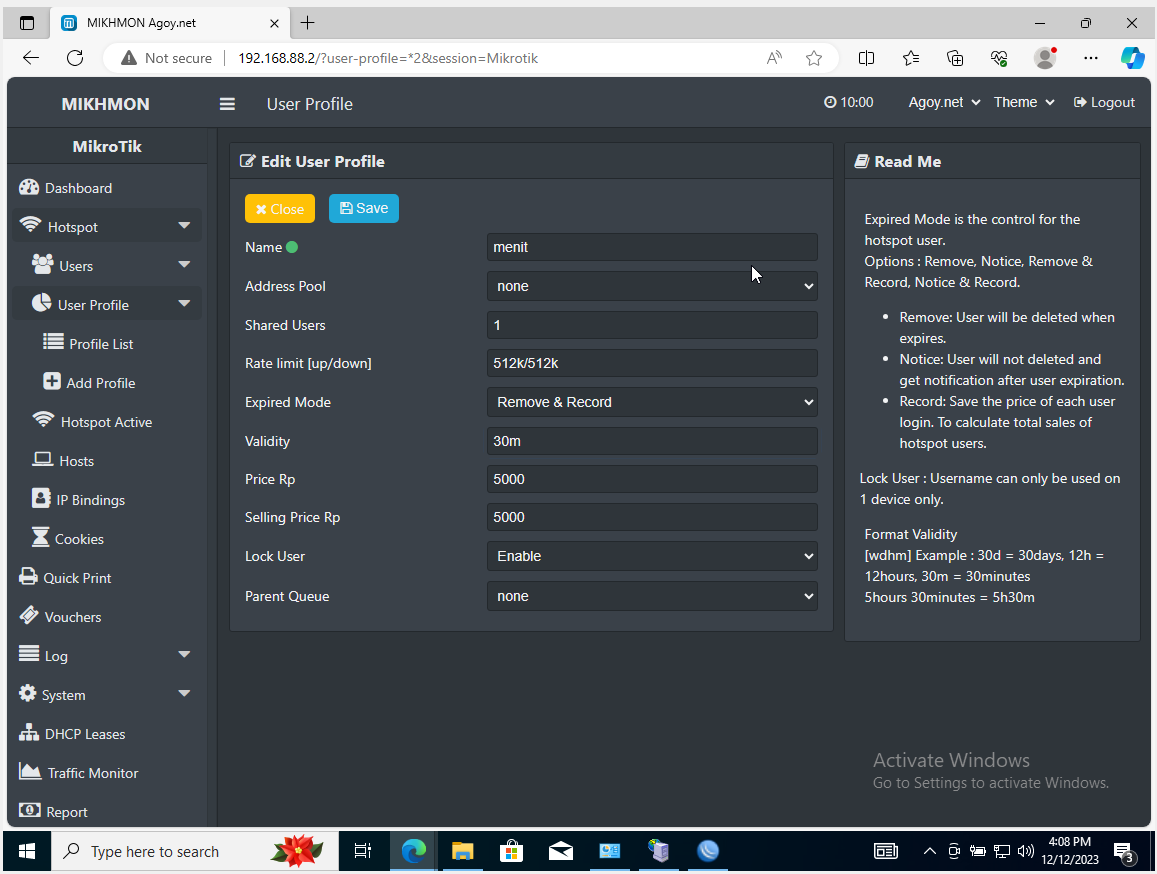 MIKHMON Agoy.net
Not secure
192.168.88.2/?user-profile=*2&session=Mikrotik
MIKHMON
User Profile
10:00
Agoy.net
Theme
Logout
MikroTik
Dashboard
Hotspot
Users
User Profile
Profile List
Add Profile
Hotspot Active
Hosts
IP Bindings
Cookies
Quick Print
Vouchers
Log
System
DHCP Leases
Traffic Monitor
Report
Edit User Profile
Close
Save
Name
menit
Address Pool
none
Shared Users
1
Rate limit [up/down]
512k/512k
Expired Mode
Remove & Record
Validity
30m
Price Rp
5000
Selling Price Rp
5000
Lock User
Enable
Parent Queue
none
Read Me
Expired Mode is the control for the
hotspot user.
Options : Remove, Notice, Remove &
Record, Notice & Record.
• Remove: User will be deleted when
expires.
• Notice: User will not deleted and
get notification after user expiration.
• Record: Save the price of each user
login. To calculate total sales of
hotspot users.
Lock User : Username can only be used on
1 device only.
Format Validity
[wdhm] Example : 30d = 30days, 12h =
12hours, 30m = 30minutes
5hours 30minutes = 5h30m
Activate Windows
Go to Settings to activate Windows.
Type here to search
4:08 PM
12/12/2023
3